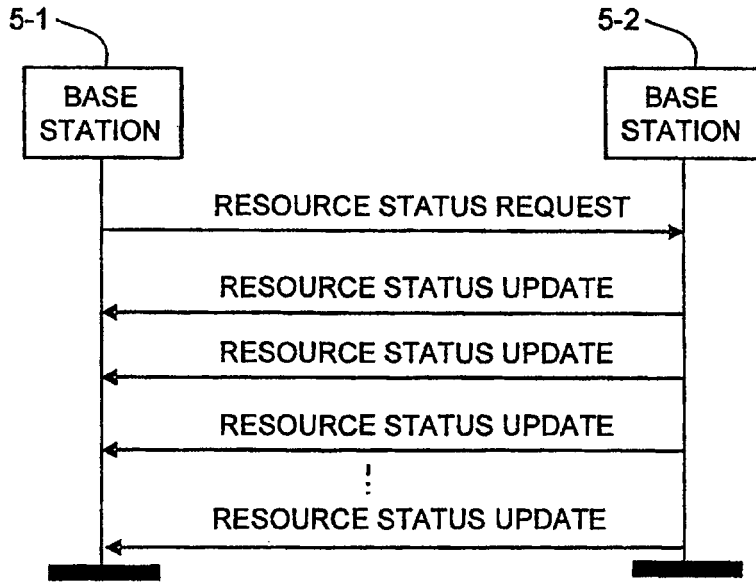 5-1
5-2
BASE
STATION
BASE
STATION
RESOURCE STATUS REQUEST
RESOURCE STATUS UPDATE
RESOURCE STATUS UPDATE
RESOURCE STATUS UPDATE
RESOURCE STATUS UPDATE